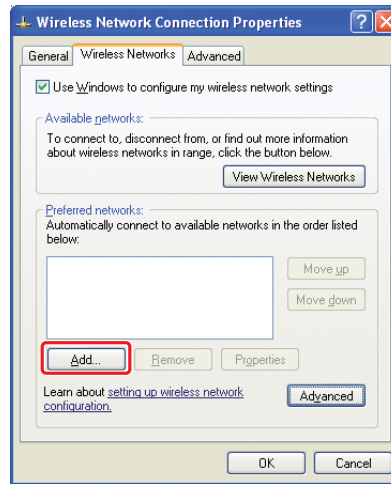 Wireless Network Connection Properties
General Wireless Networks Advanced
Use Windows to configure my wireless network settings
Available networks:
To connect to, disconnect from, or find out more information
about wireless networks in range, click the button below.
View Wireless Networks
Preferred networks:
Automatically connect to available networks in the order listed
below:
Move up
Move down
Add... Remove Properties
Learn about setting up wireless network
configuration.
Advanced
OK Cancel